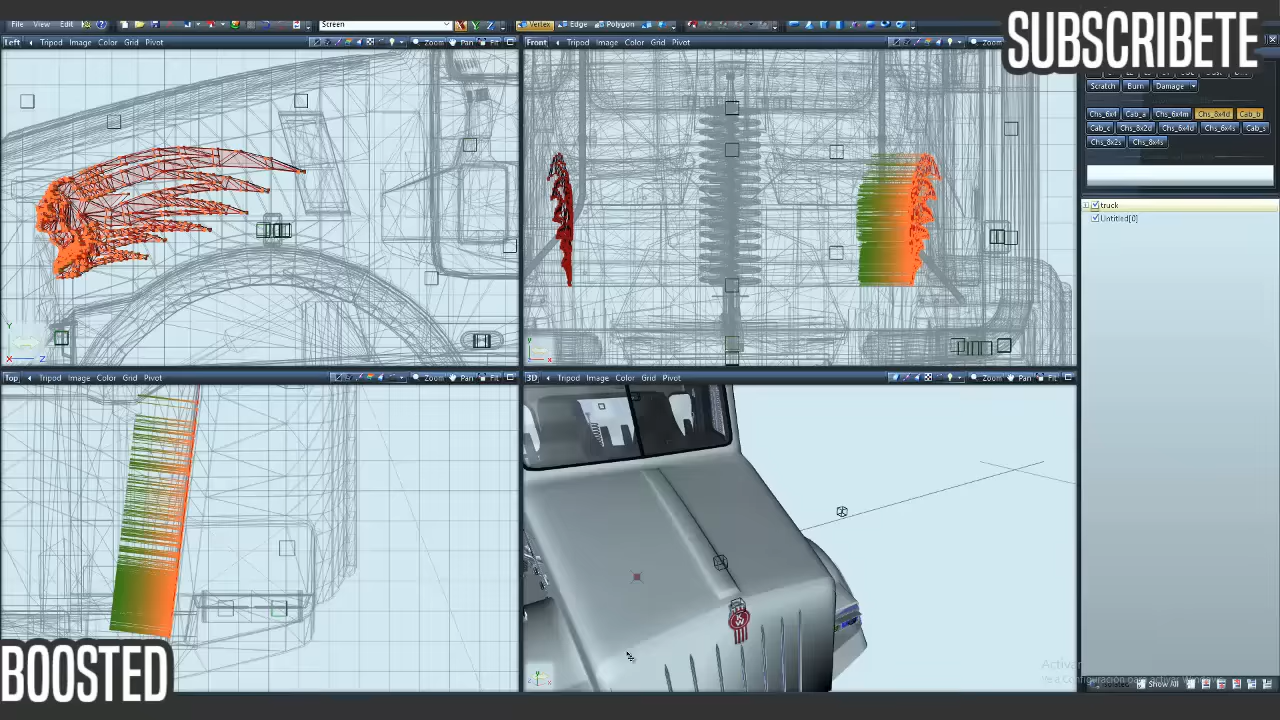 SUBSCRIBETE
File View Edit Screen Vertex Edge Polygon
Left Tripod Image Color Grid Pivot Zoom Pan Fit
Front Tripod Image Color Grid Pivot Zoom
Scratch Burn Damage
Chs_6x4 Cab_a Chs_6x4m Chs_8x4d Cab_b
Cab_c Chs_8x2d Chs_6x4d Chs_6x4s Cab_s
Chs_8x2s Chs_8x4s
truck
Untitled[0]
Y
X Z
Top Tripod Image Color Grid Pivot Zoom Pan Fit
3D Tripod Image Color Grid Pivot Zoom Pan Fit
BOOSTED
Show All